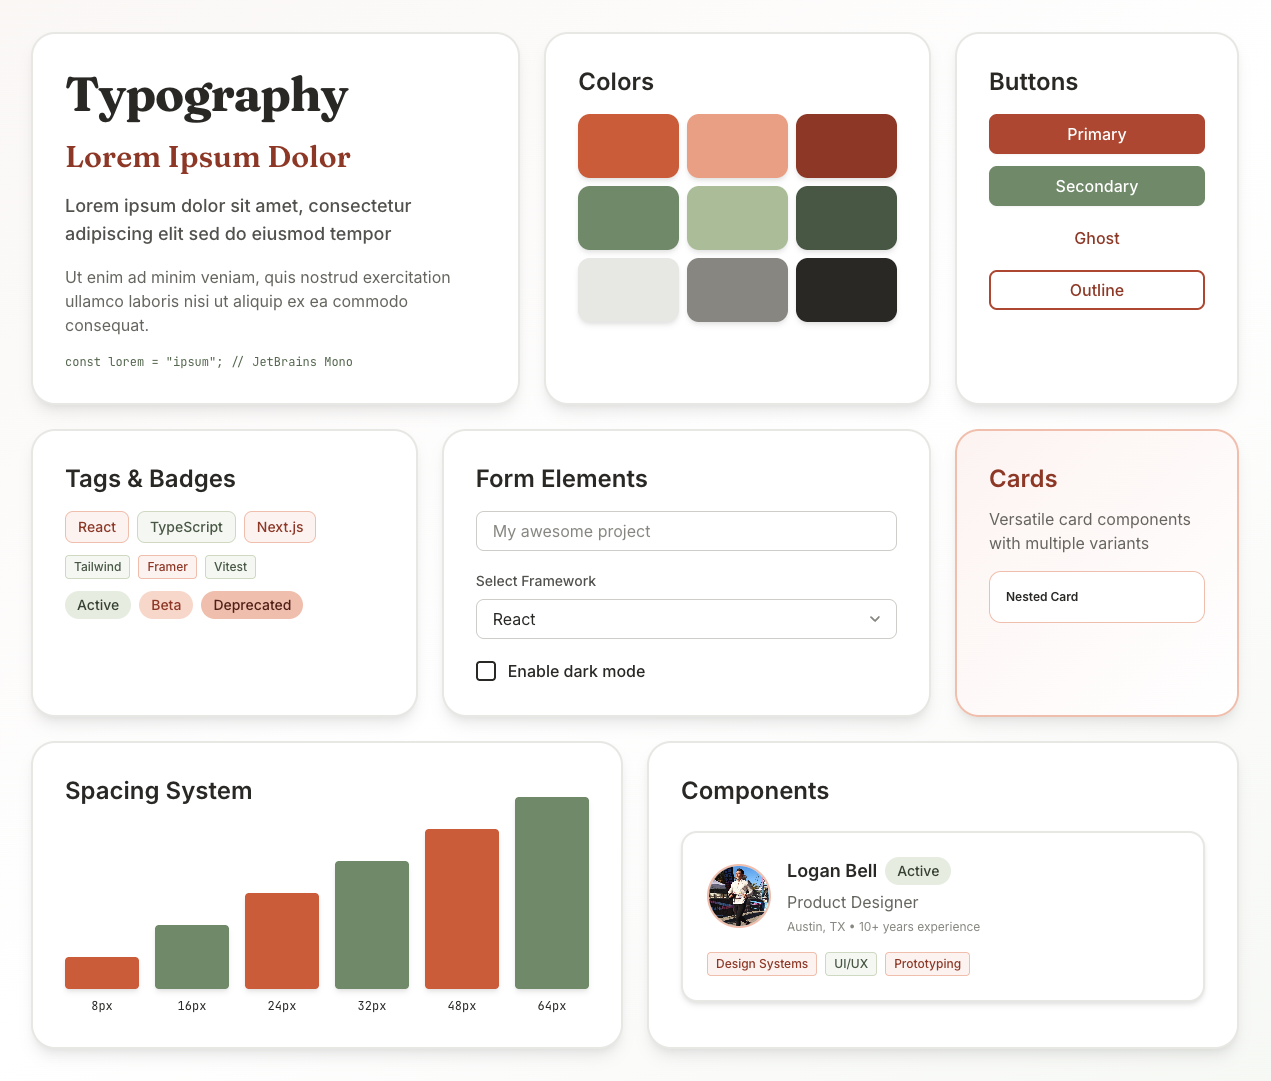 Typography
Lorem Ipsum Dolor
Lorem ipsum dolor sit amet, consectetur
adipiscing elit sed do eiusmod tempor
Ut enim ad minim veniam, quis nostrud exercitation
ullamco laboris nisi ut aliquip ex ea commodo
consequat.
const lorem = "ipsum"; // JetBrains Mono
Colors
Buttons
Primary
Secondary
Ghost
Outline
Tags & Badges
React TypeScript Next.js
Tailwind Framer Vitest
Active Beta Deprecated
Form Elements
My awesome project
Select Framework
React
Enable dark mode
Cards
Versatile card components
with multiple variants
Nested Card
Spacing System
8px 16px 24px 32px 48px 64px
Components
Logan Bell Active
Product Designer
Austin, TX • 10+ years experience
Design Systems UI/UX Prototyping